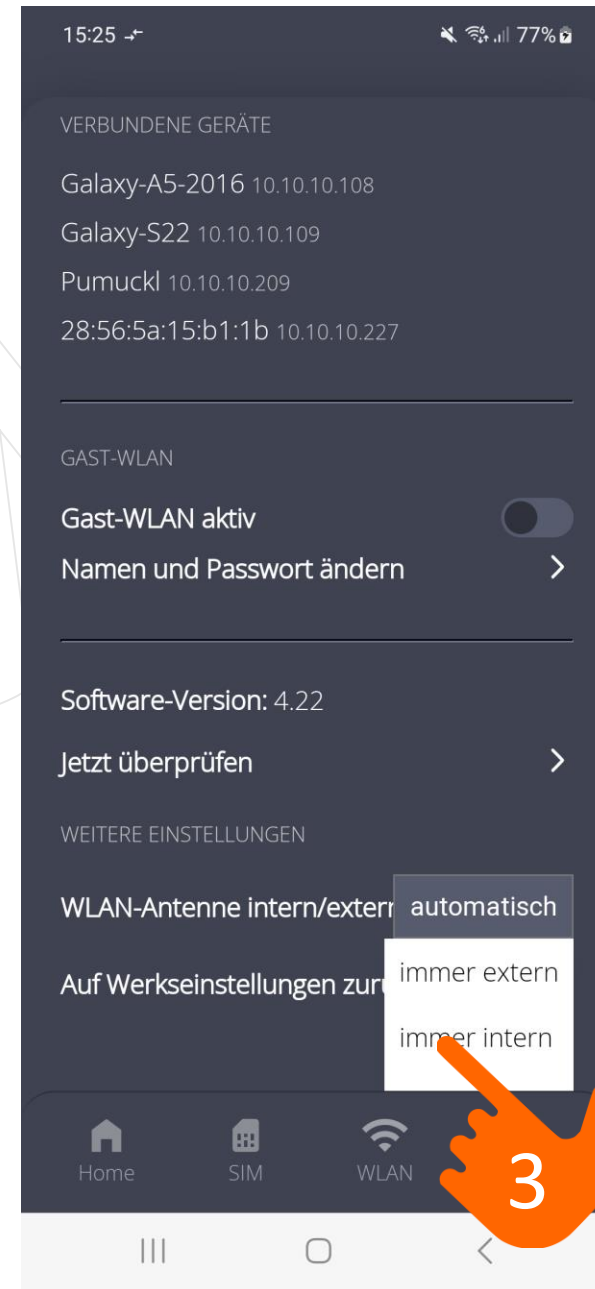 15:25 77%
VERBUNDENE GERÄTE
Galaxy-A5-2016 10.10.10.108
Galaxy-S22 10.10.10.109
Pumuckl 10.10.10.209
28:56:5a:15:b1:1b 10.10.10.227
GAST-WLAN
Gast-WLAN aktiv
Namen und Passwort ändern
Software-Version: 4.22
Jetzt überprüfen
WEITERE EINSTELLUNGEN
WLAN-Antenne intern/extern automatisch
immer extern
Auf Werkseinstellungen zurü
immer intern
Home SIM WLAN
3